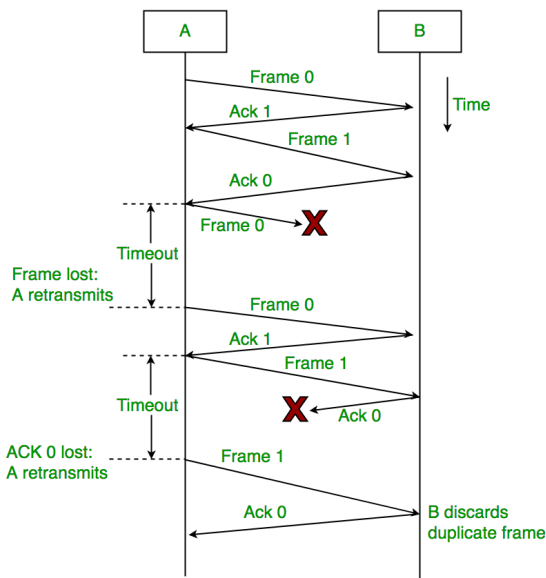 A
B
Frame 0
Ack 1
Time
Frame 1
Ack 0
Frame 0
X
Timeout
Frame lost:
A retransmits
Frame 0
Ack 1
Frame 1
Timeout
X
Ack 0
ACK 0 lost:
A retransmits
Frame 1
Ack 0
B discards
duplicate frame